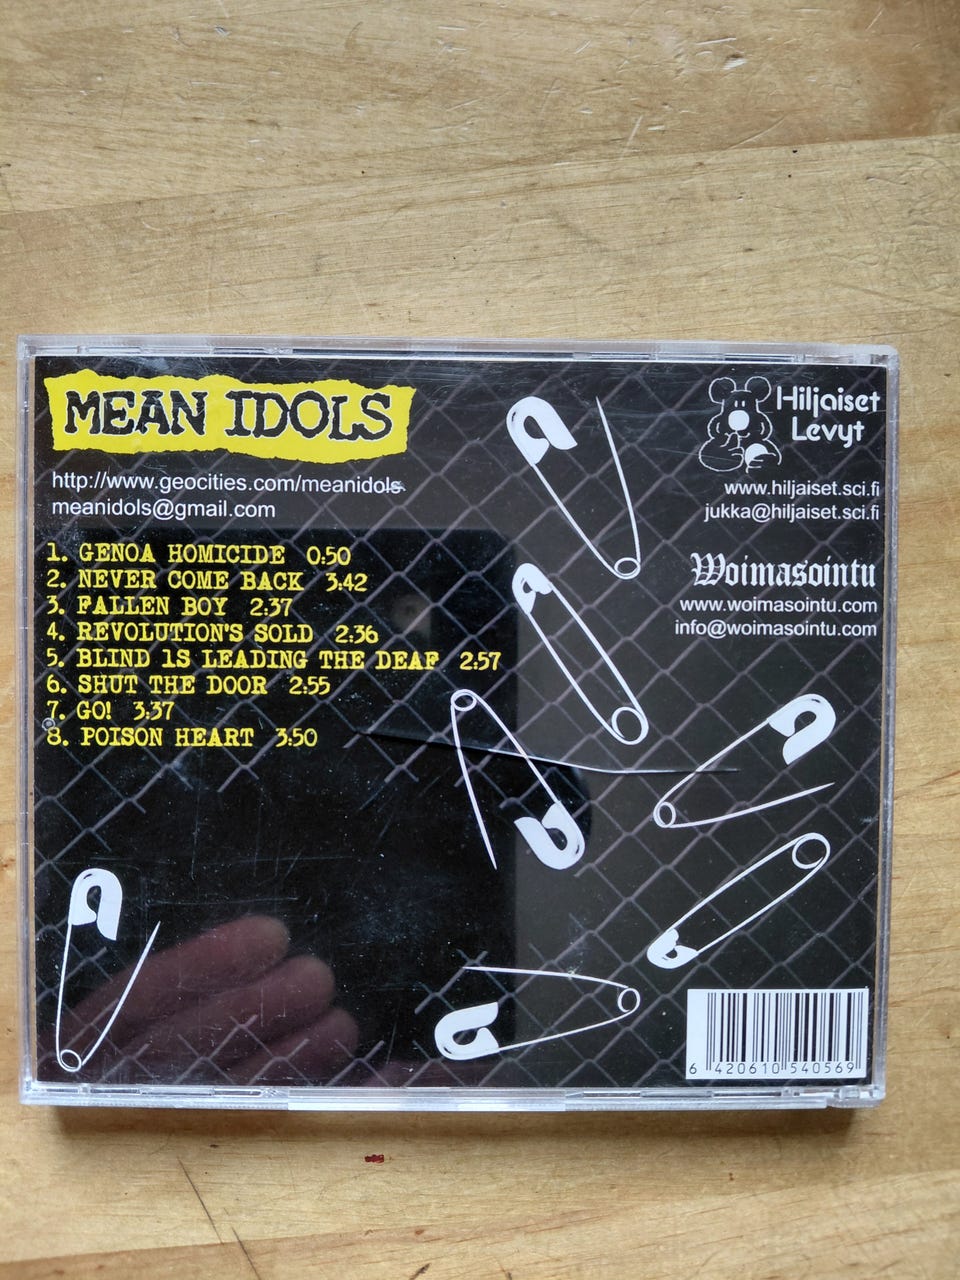 MEAN IDOLS
http://www.geocities.com/meanidols
meanidols@gmail.com
1. GENOA HOMICIDE 0:50
2. NEVER COME BACK 3:42
3. FALLEN BOY 2:37
4. REVOLUTION'S SOLD 2:36
5. BLIND IS LEADING THE DEAF 2:57
6. SHUT THE DOOR 2:55
7. GO! 3:37
8. POISON HEART 3:50
Hiljaiset
Levyt
www.hiljaiset.sci.fi
jukka@hiljaiset.sci.fi
Woimasointu
www.woimasointu.com
info@woimasointu.com
6 420610 540569